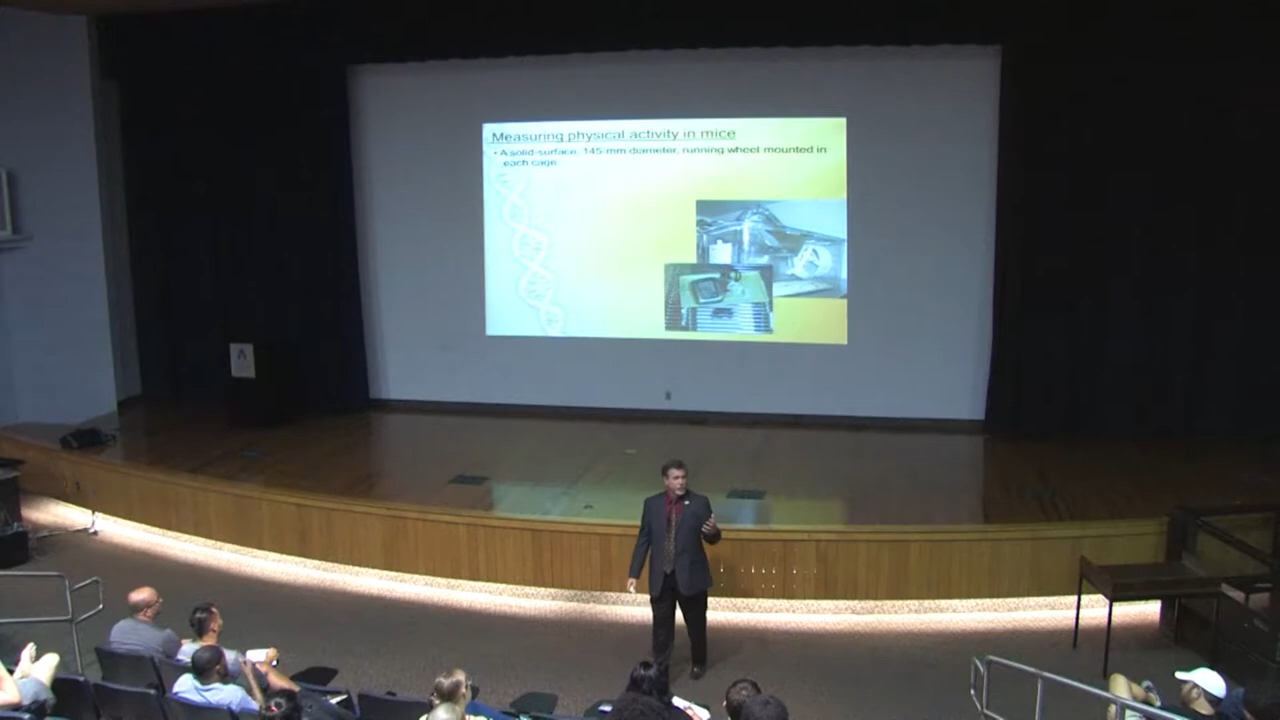 Measuring physical activity in mice
• A solid-surface, 145-mm diameter, running wheel mounted in
each cage